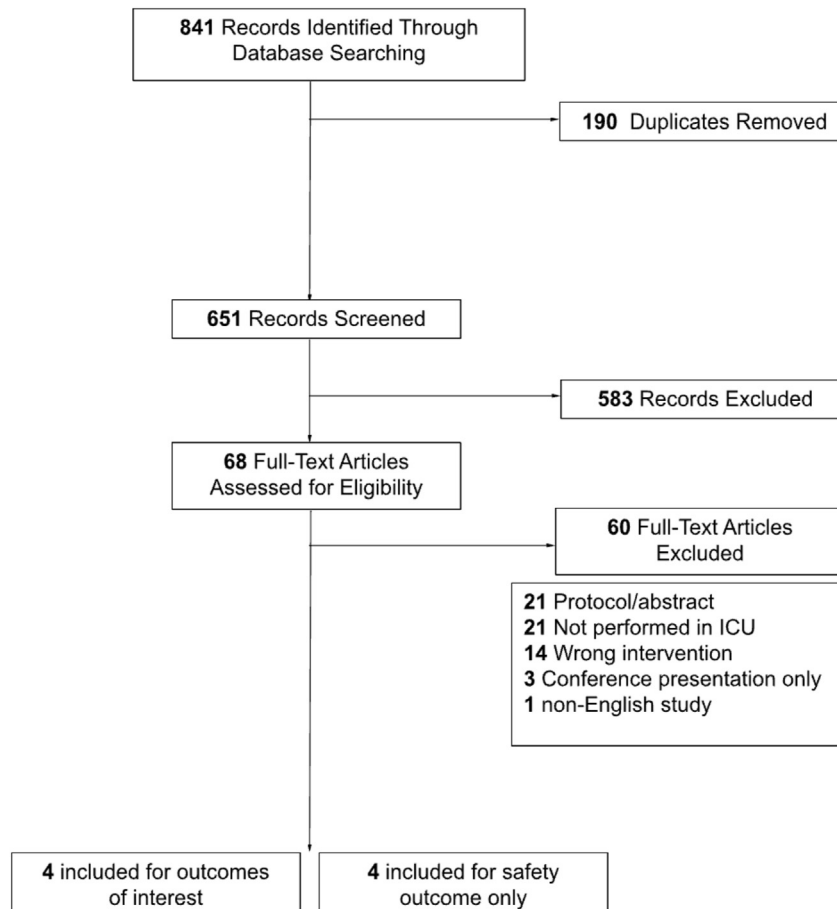 841 Records Identified Through
Database Searching
190 Duplicates Removed
651 Records Screened
583 Records Excluded
68 Full-Text Articles
Assessed for Eligibility
60 Full-Text Articles
Excluded
21 Protocol/abstract
21 Not performed in ICU
14 Wrong intervention
3 Conference presentation only
1 non-English study
4 included for outcomes
of interest
4 included for safety
outcome only